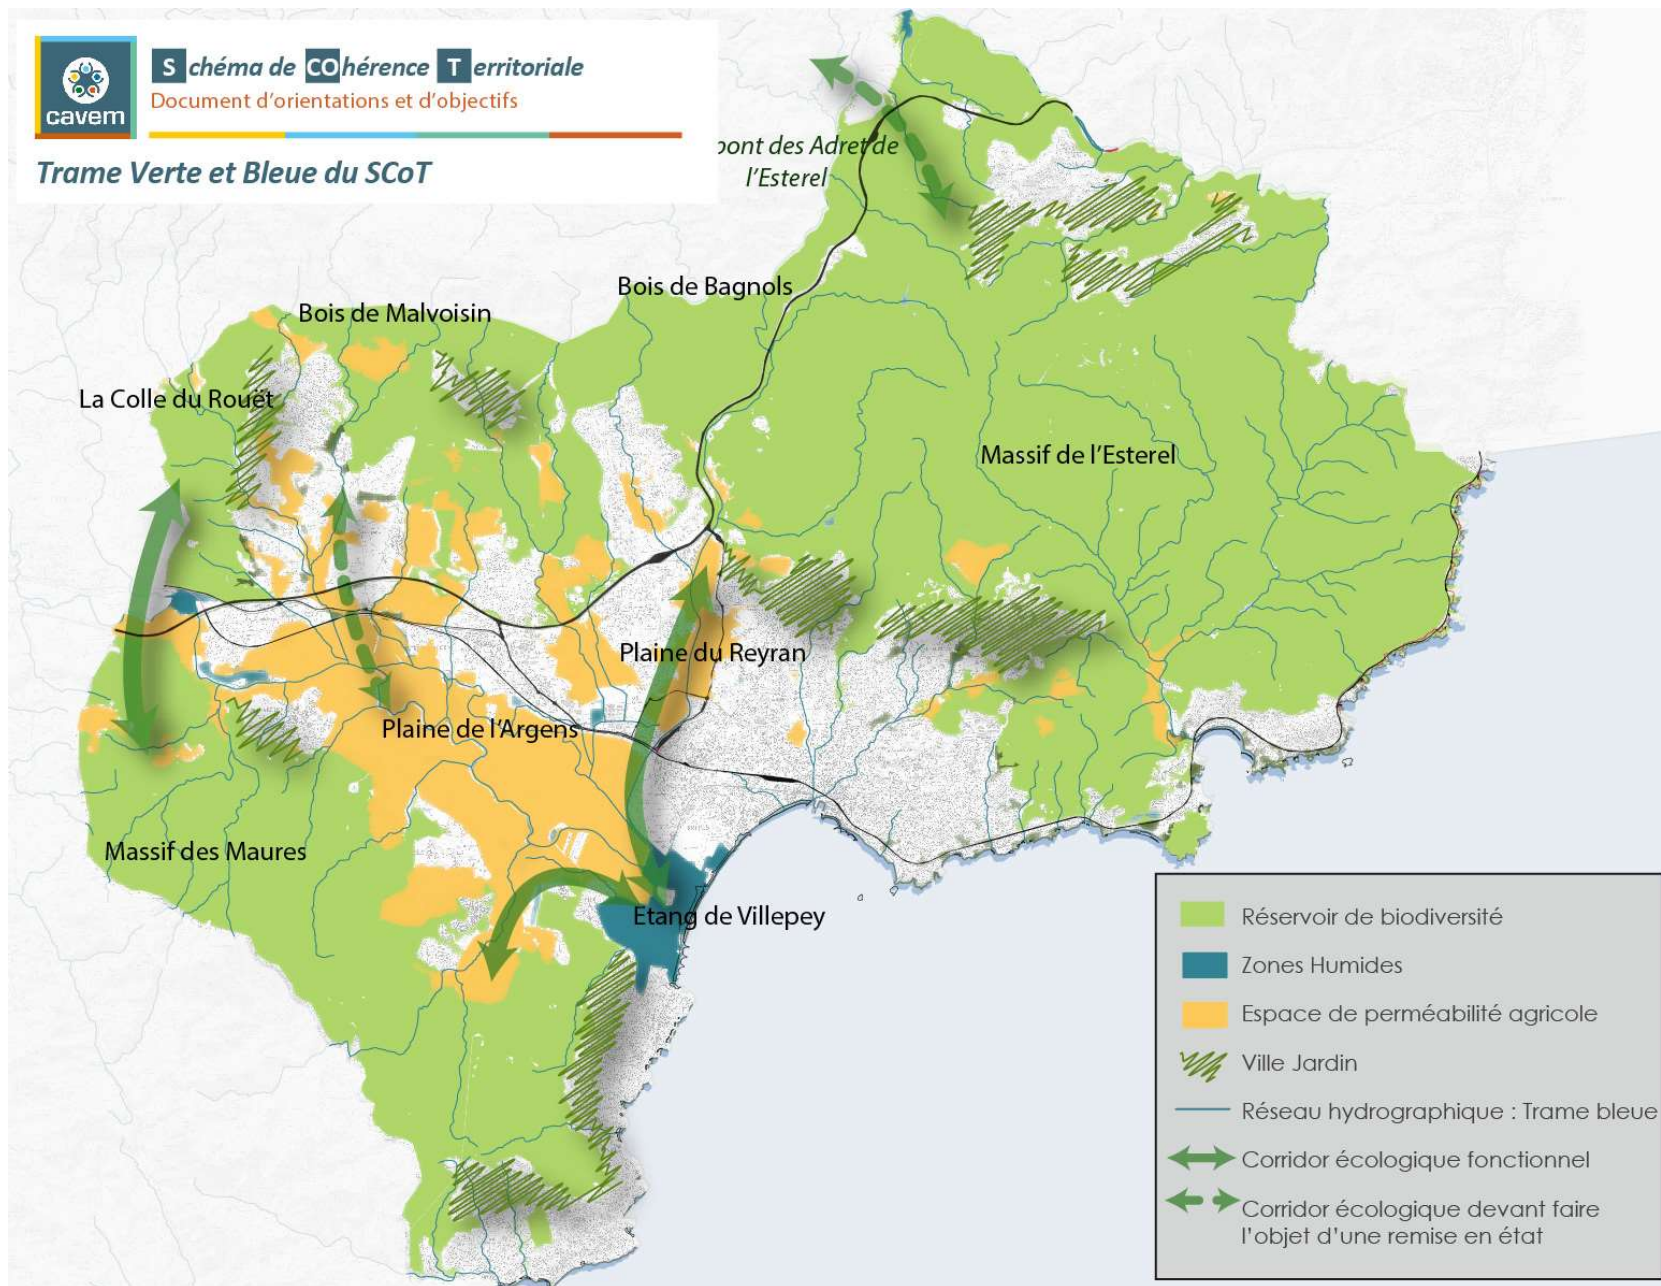 cavem
Schéma de COhérence Territoriale
Document d'orientations et d'objectifs
Trame Verte et Bleue du SCoT
pont des Adret de
l'Esterel
Bois de Bagnols
Bois de Malvoisin
La Colle du Rouët
Massif de l'Esterel
Plaine du Reyran
Plaine de l'Argens
Massif des Maures
Etang de Villepey
Réservoir de biodiversité
Zones Humides
Espace de perméabilité agricole
Ville Jardin
Réseau hydrographique : Trame bleue
Corridor écologique fonctionnel
Corridor écologique devant faire
l'objet d'une remise en état